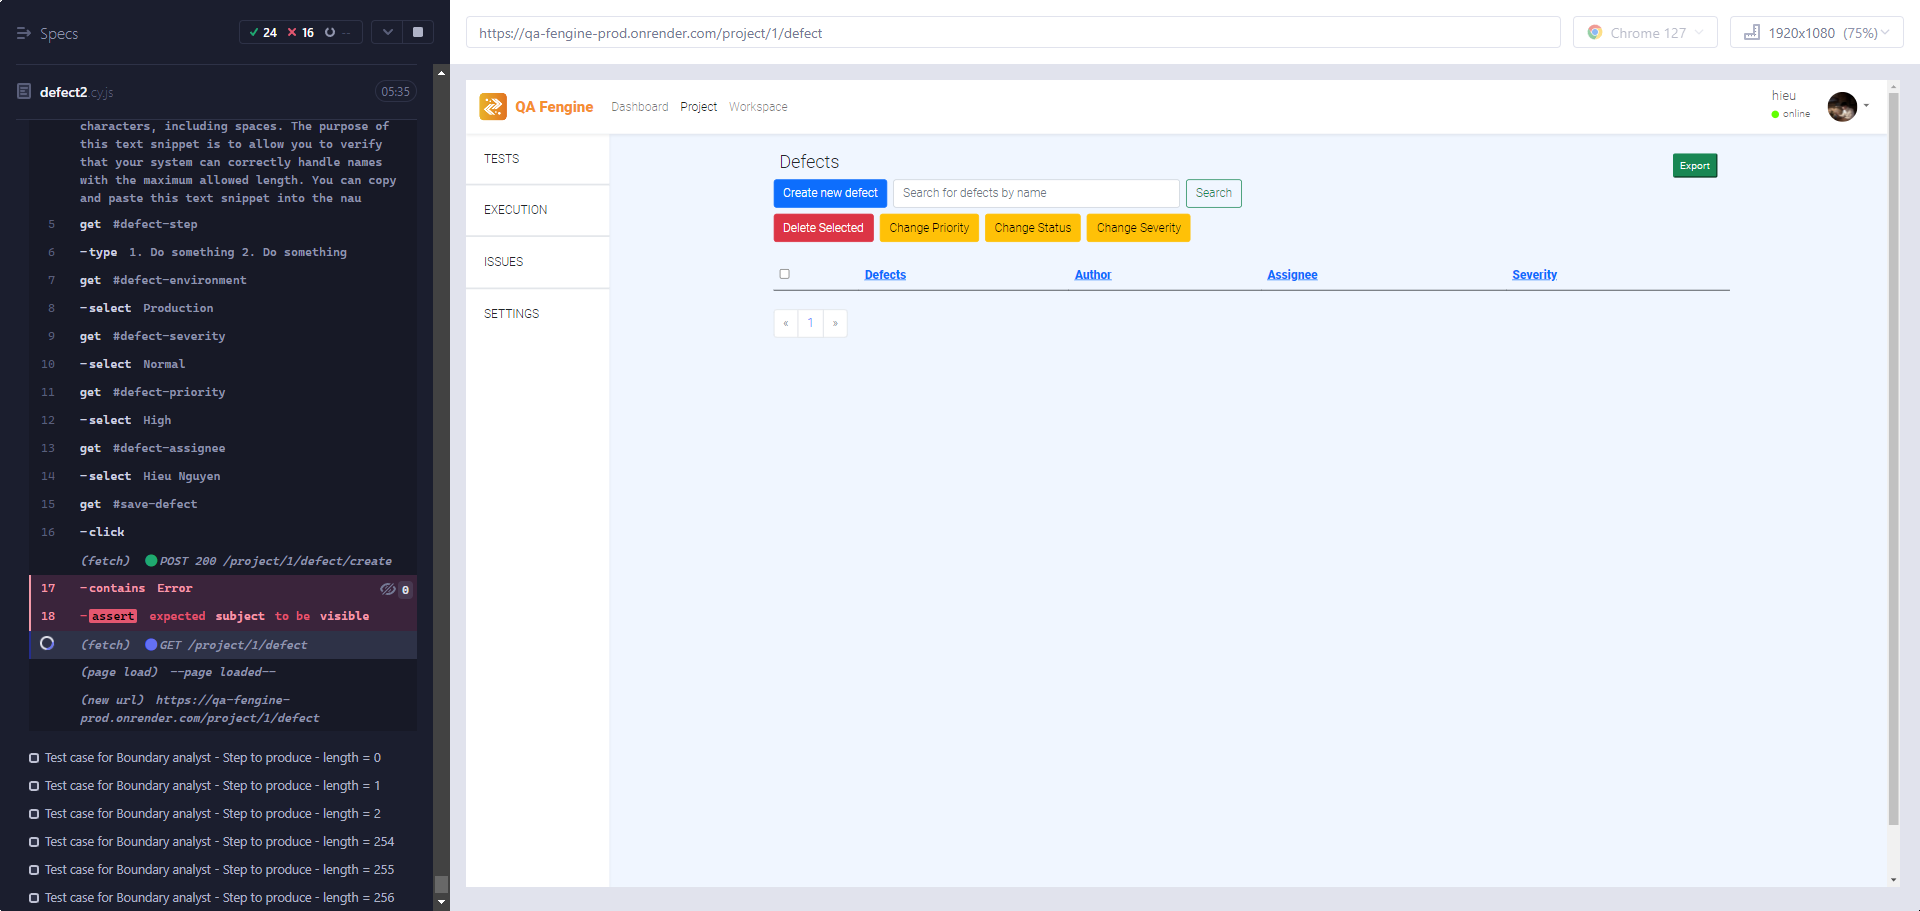 Specs
24 16 --
defect2.cy.js
05:35
characters, including spaces. The purpose of
this text snippet is to allow you to verify
that your system can correctly handle names
with the maximum allowed length. You can copy
and paste this text snippet into the nau
5 get #defect-step
6 -type 1. Do something 2. Do something
7 get #defect-environment
8 -select Production
9 get #defect-severity
10 -select Normal
11 get #defect-priority
12 -select High
13 get #defect-assignee
14 -select Hieu Nguyen
15 get #save-defect
16 -click
(fetch) POST 200 /project/1/defect/create
17 -contains Error 0
18 -assert expected subject to be visible
(fetch) GET /project/1/defect
(page load) --page loaded--
(new url) https://qa-fengine-
prod.onrender.com/project/1/defect
Test case for Boundary analyst - Step to produce - length = 0
Test case for Boundary analyst - Step to produce - length = 1
Test case for Boundary analyst - Step to produce - length = 2
Test case for Boundary analyst - Step to produce - length = 254
Test case for Boundary analyst - Step to produce - length = 255
Test case for Boundary analyst - Step to produce - length = 256
https://qa-fengine-prod.onrender.com/project/1/defect
Chrome 127
1920x1080 (75%)
QA Fengine Dashboard Project Workspace
hieu
online
TESTS
EXECUTION
ISSUES
SETTINGS
Defects
Export
Create new defect Search for defects by name Search
Delete Selected Change Priority Change Status Change Severity
Defects Author Assignee Severity
« 1 »